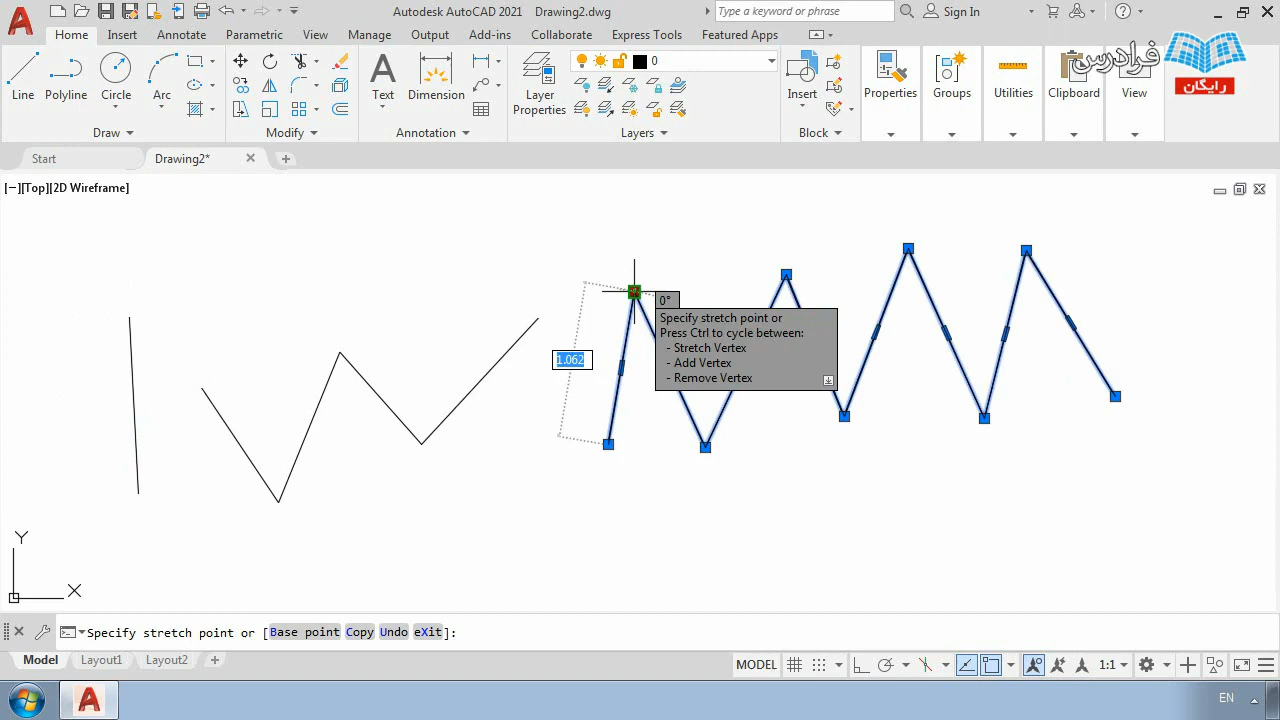 Autodesk AutoCAD 2021 Drawing2.dwg
Type a keyword or phrase
Sign In
Home Insert Annotate Parametric View Manage Output Add-ins Collaborate Express Tools Featured Apps
فرادرس
رایگان
0
Line Polyline Circle Arc
Text Dimension
Layer
Properties
Insert
Properties Groups Utilities Clipboard View
Draw Modify Annotation Layers Block
Start Drawing2*
[−][Top][2D Wireframe]
0°
Specify stretch point or
Press Ctrl to cycle between:
- Stretch Vertex
- Add Vertex
- Remove Vertex
1.062
Y
X
Specify stretch point or [Base point Copy Undo eXit]:
Model Layout1 Layout2
MODEL
1:1
EN